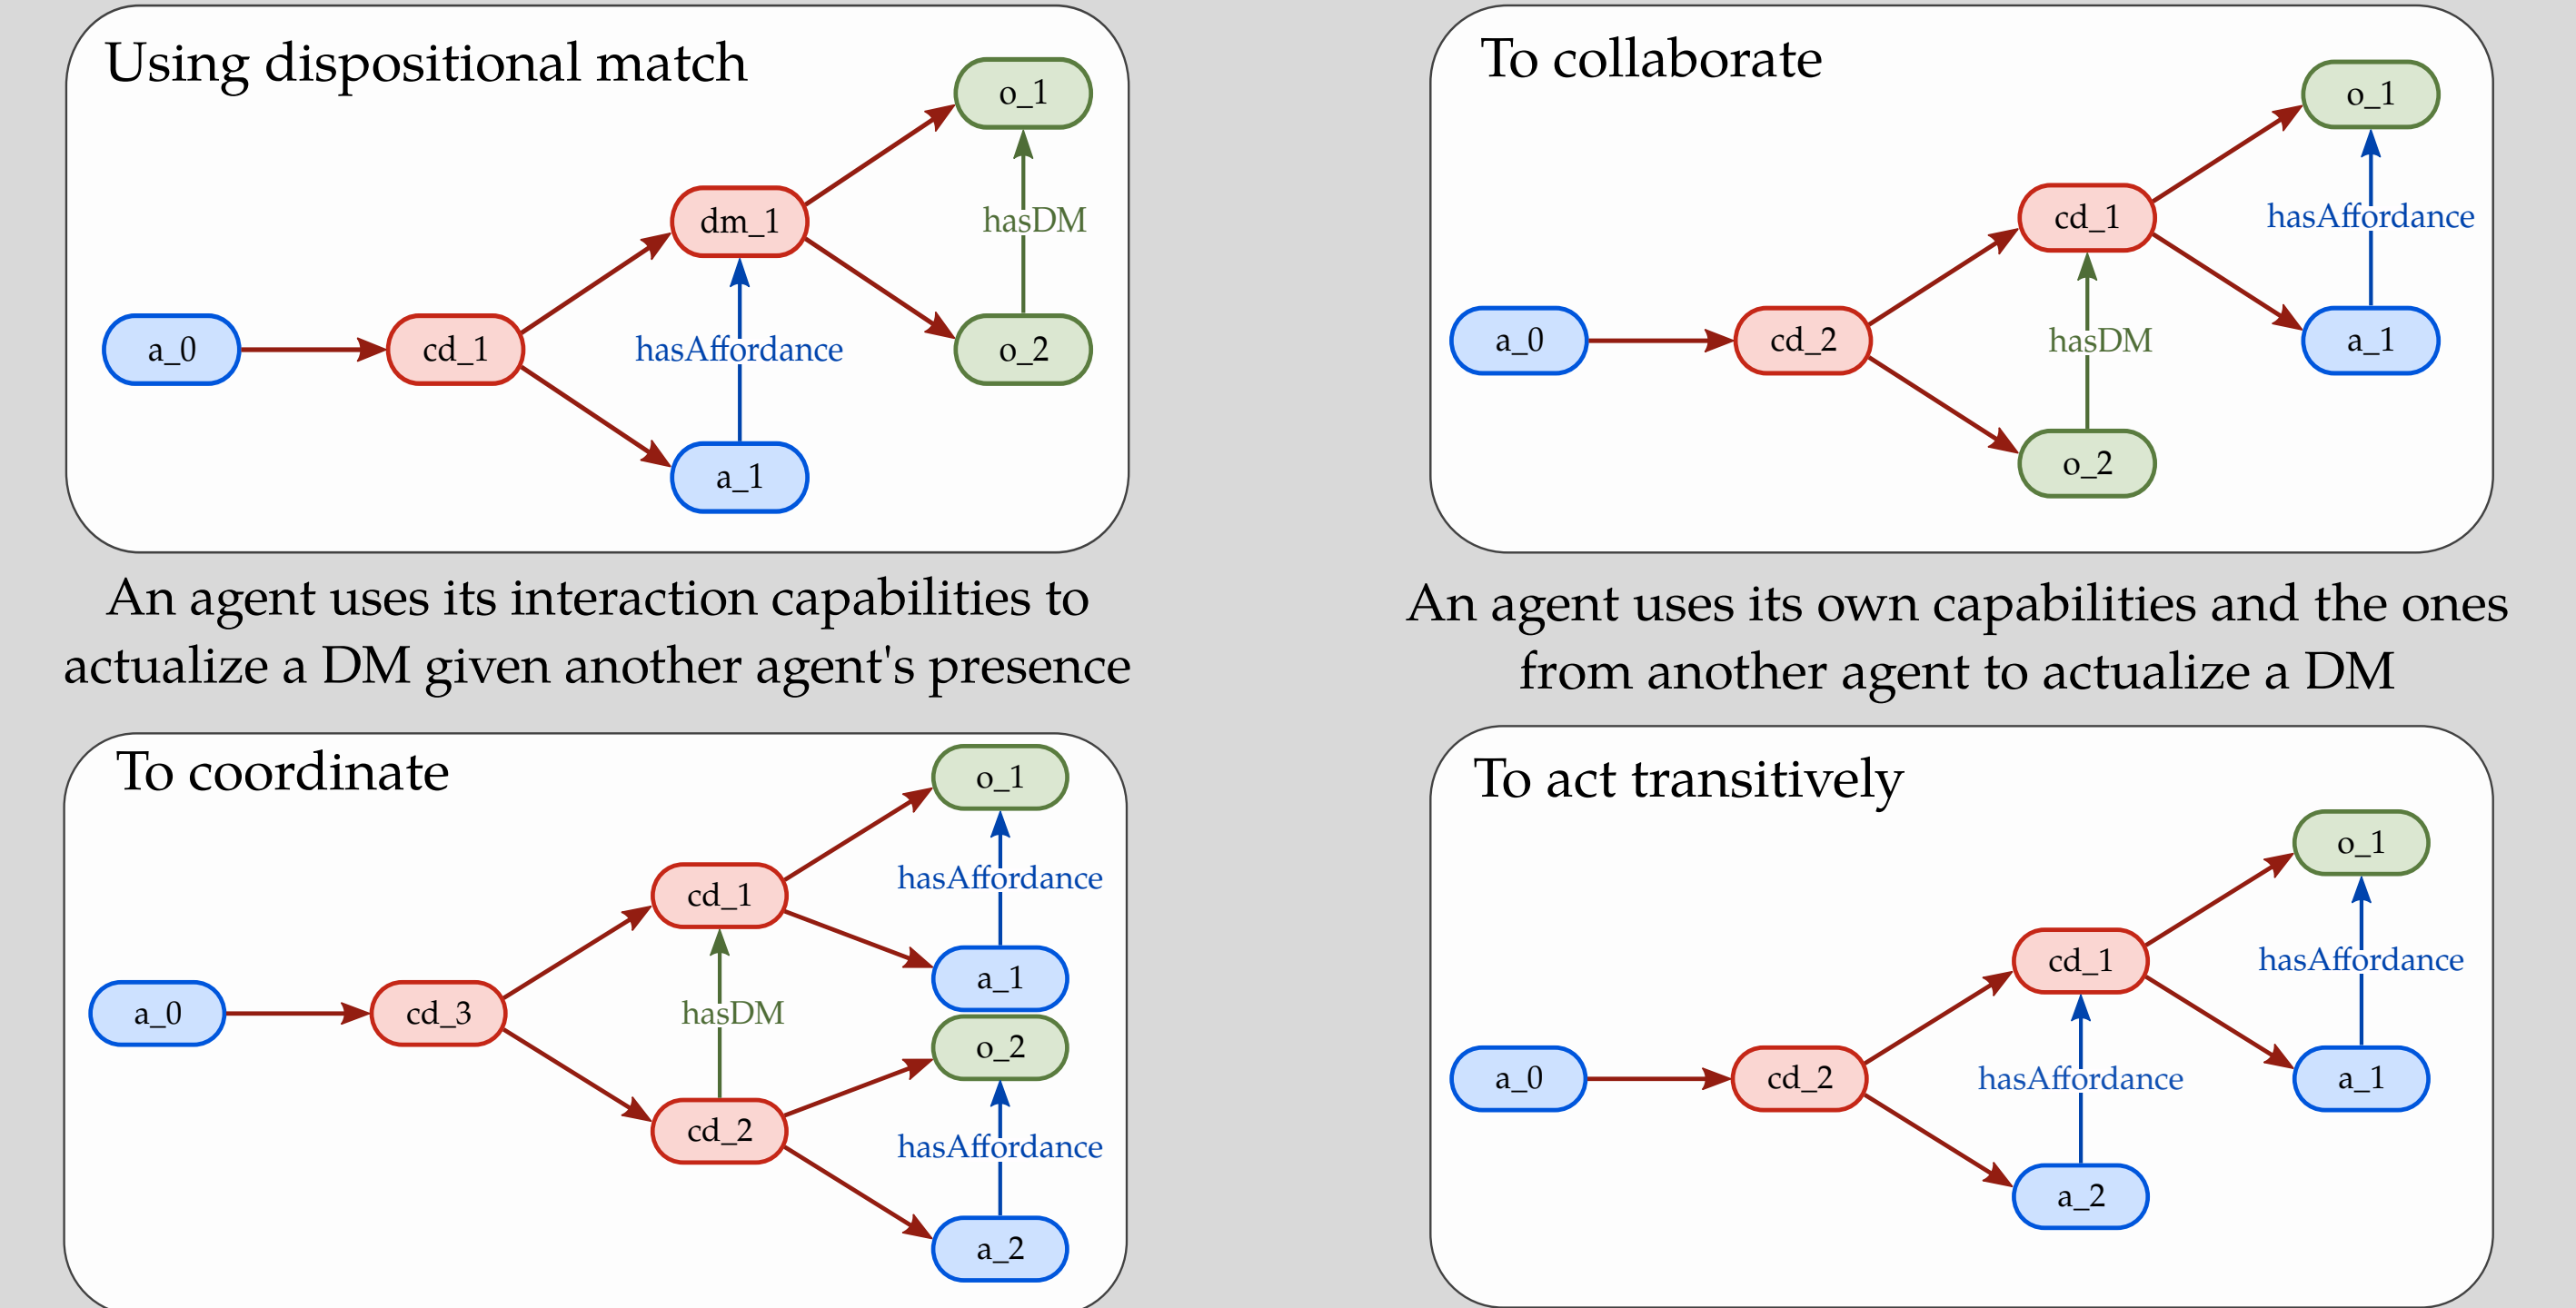 Using dispositional match
o_1
dm_1
hasDM
a_0
cd_1
hasAffordance
o_2
a_1
An agent uses its interaction capabilities to
actualize a DM given another agent's presence
To collaborate
o_1
cd_1
hasAffordance
a_0
cd_2
hasDM
a_1
o_2
An agent uses its own capabilities and the ones
from another agent to actualize a DM
To coordinate
o_1
cd_1
hasAffordance
a_1
a_0
cd_3
hasDM
o_2
cd_2
hasAffordance
a_2
To act transitively
o_1
cd_1
hasAffordance
a_0
cd_2
hasAffordance
a_1
a_2